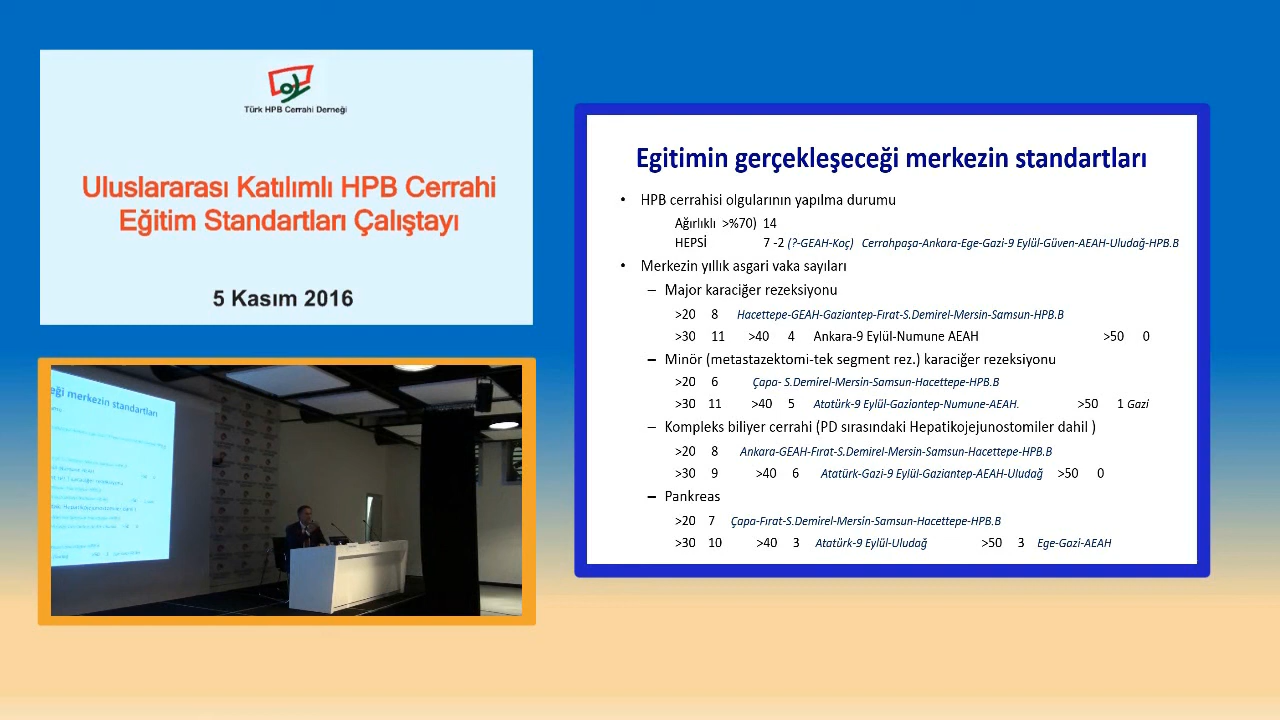 Türk HPB Cerrahi Derneği
Uluslararası Katılımlı HPB Cerrahi
Eğitim Standartları Çalıştayı
5 Kasım 2016
eği merkezin standartları
Egitimin gerçekleşeceği merkezin standartları
• HPB cerrahisi olgularının yapılma durumu
Ağırlıklı >%70) 14
HEPSİ 7 -2 (?-GEAH-Koç) Cerrahpaşa-Ankara-Ege-Gazi-9 Eylül-Güven-AEAH-Uludağ-HPB.B
• Merkezin yıllık asgari vaka sayıları
– Major karaciğer rezeksiyonu
>20 8 Hacettepe-GEAH-Gaziantep-Fırat-S.Demirel-Mersin-Samsun-HPB.B
>30 11 >40 4 Ankara-9 Eylül-Numune AEAH >50 0
– Minör (metastazektomi-tek segment rez.) karaciğer rezeksiyonu
>20 6 Çapa- S.Demirel-Mersin-Samsun-Hacettepe-HPB.B
>30 11 >40 5 Atatürk-9 Eylül-Gaziantep-Numune-AEAH. >50 1 Gazi
– Kompleks biliyer cerrahi (PD sırasındaki Hepatikojejunostomiler dahil )
>20 8 Ankara-GEAH-Fırat-S.Demirel-Mersin-Samsun-Hacettepe-HPB.B
>30 9 >40 6 Atatürk-Gazi-9 Eylül-Gaziantep-AEAH-Uludağ >50 0
– Pankreas
>20 7 Çapa-Fırat-S.Demirel-Mersin-Samsun-Hacettepe-HPB.B
>30 10 >40 3 Atatürk-9 Eylül-Uludağ >50 3 Ege-Gazi-AEAH